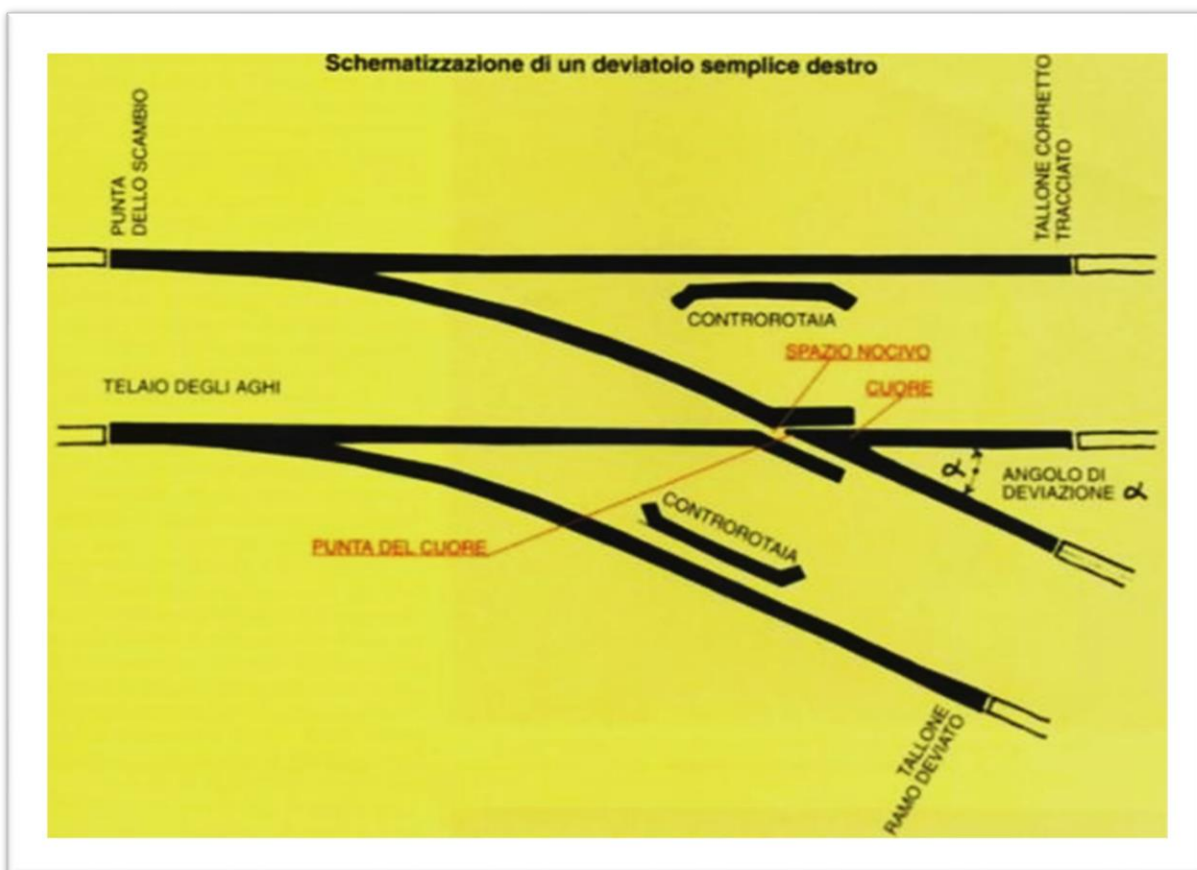 Schematizzazione di un deviatoio semplice destro
PUNTA
DELLO SCAMBIO
TALLONE CORRETTO
TRACCIATO
CONTROROTAIA
SPAZIO NOCIVO
TELAIO DEGLI AGHI
CUORE
α
ANGOLO DI
DEVIAZIONE α
CONTROROTAIA
PUNTA DEL CUORE
TALLONE
RAMO DEVIATO